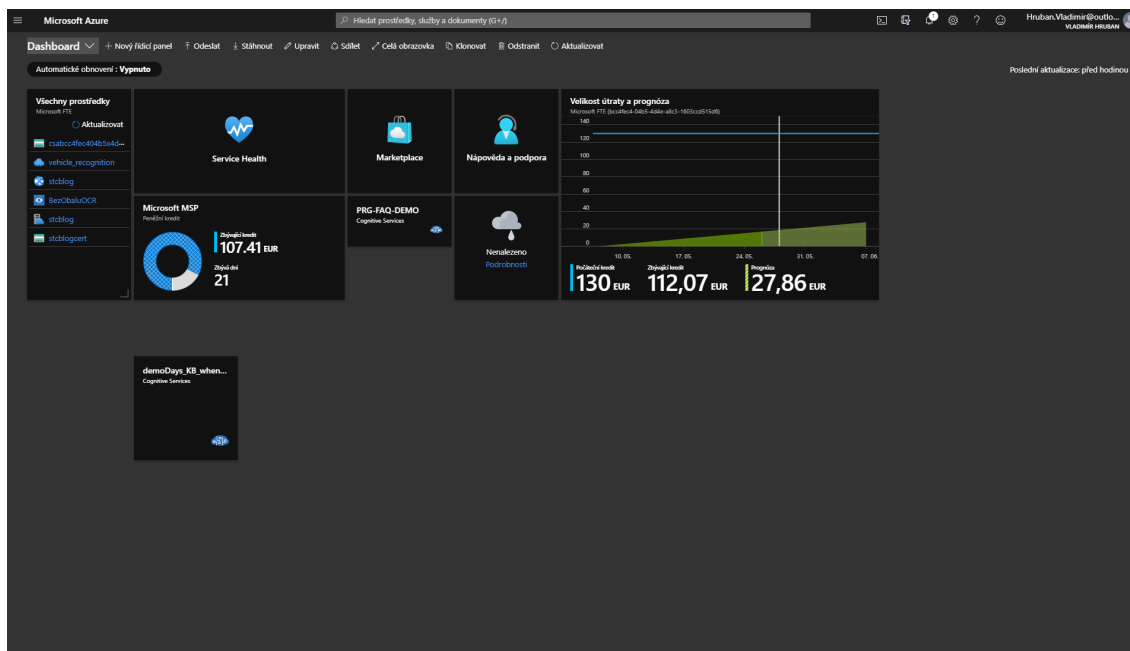 Microsoft Azure
Hledat prostředky, služby a dokumenty (G+/)
Hruban.Vladimir@outlo...
VLADIMÍR HRUBAN
Dashboard
Nový řídicí panel
Odeslat
Stáhnout
Upravit
Sdílet
Celá obrazovka
Klonovat
Odstranit
Aktualizovat
Automatické obnovení : Vypnuto
Poslední aktualizace: před hodinou
Všechny prostředky
Microsoft FTE
Aktualizovat
csabcc4fec404b5x4d...
vehicle_recognition
stcblog
BezObaluOCR
stcblog
stcblogcert
Service Health
Marketplace
Nápověda a podpora
Microsoft MSP
Peněžní kredit
Zbývající kredit
107.41 EUR
Zbývá dní
21
PRG-FAQ-DEMO
Cognitive Services
Nenalezeno
Podrobnosti
Velikost útraty a prognóza
Microsoft FTE (bcc4fec4-04b5-4d4e-a8c3-1603ccd515d6)
140
120
100
80
60
40
20
0
10. 05.
17. 05.
24. 05.
31. 05.
07. 06.
Počáteční kredit
130 EUR
Zbývající kredit
112,07 EUR
Prognóza
27,86 EUR
demoDays_KB_when...
Cognitive Services